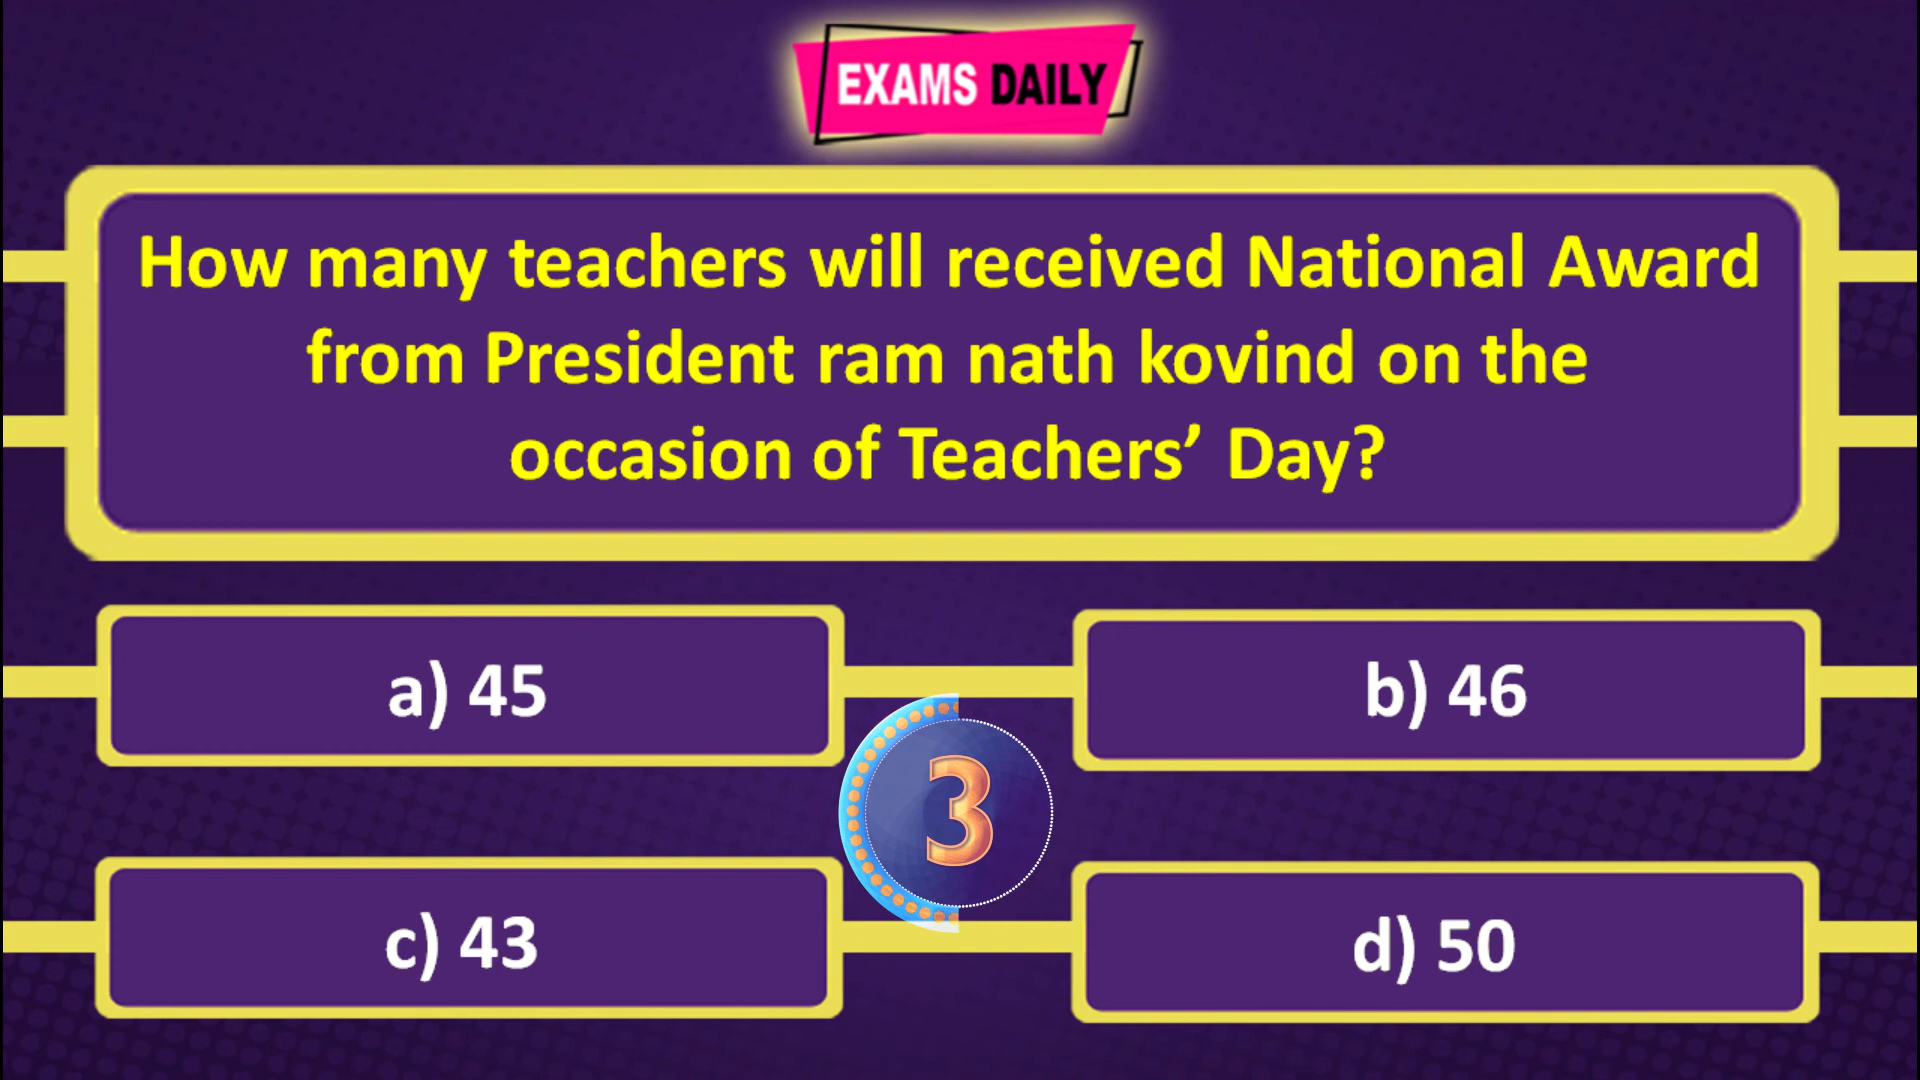 EXAMS DAILY
How many teachers will received National Award
from President ram nath kovind on the
occasion of Teachers’ Day?
a) 45
b) 46
3
c) 43
d) 50